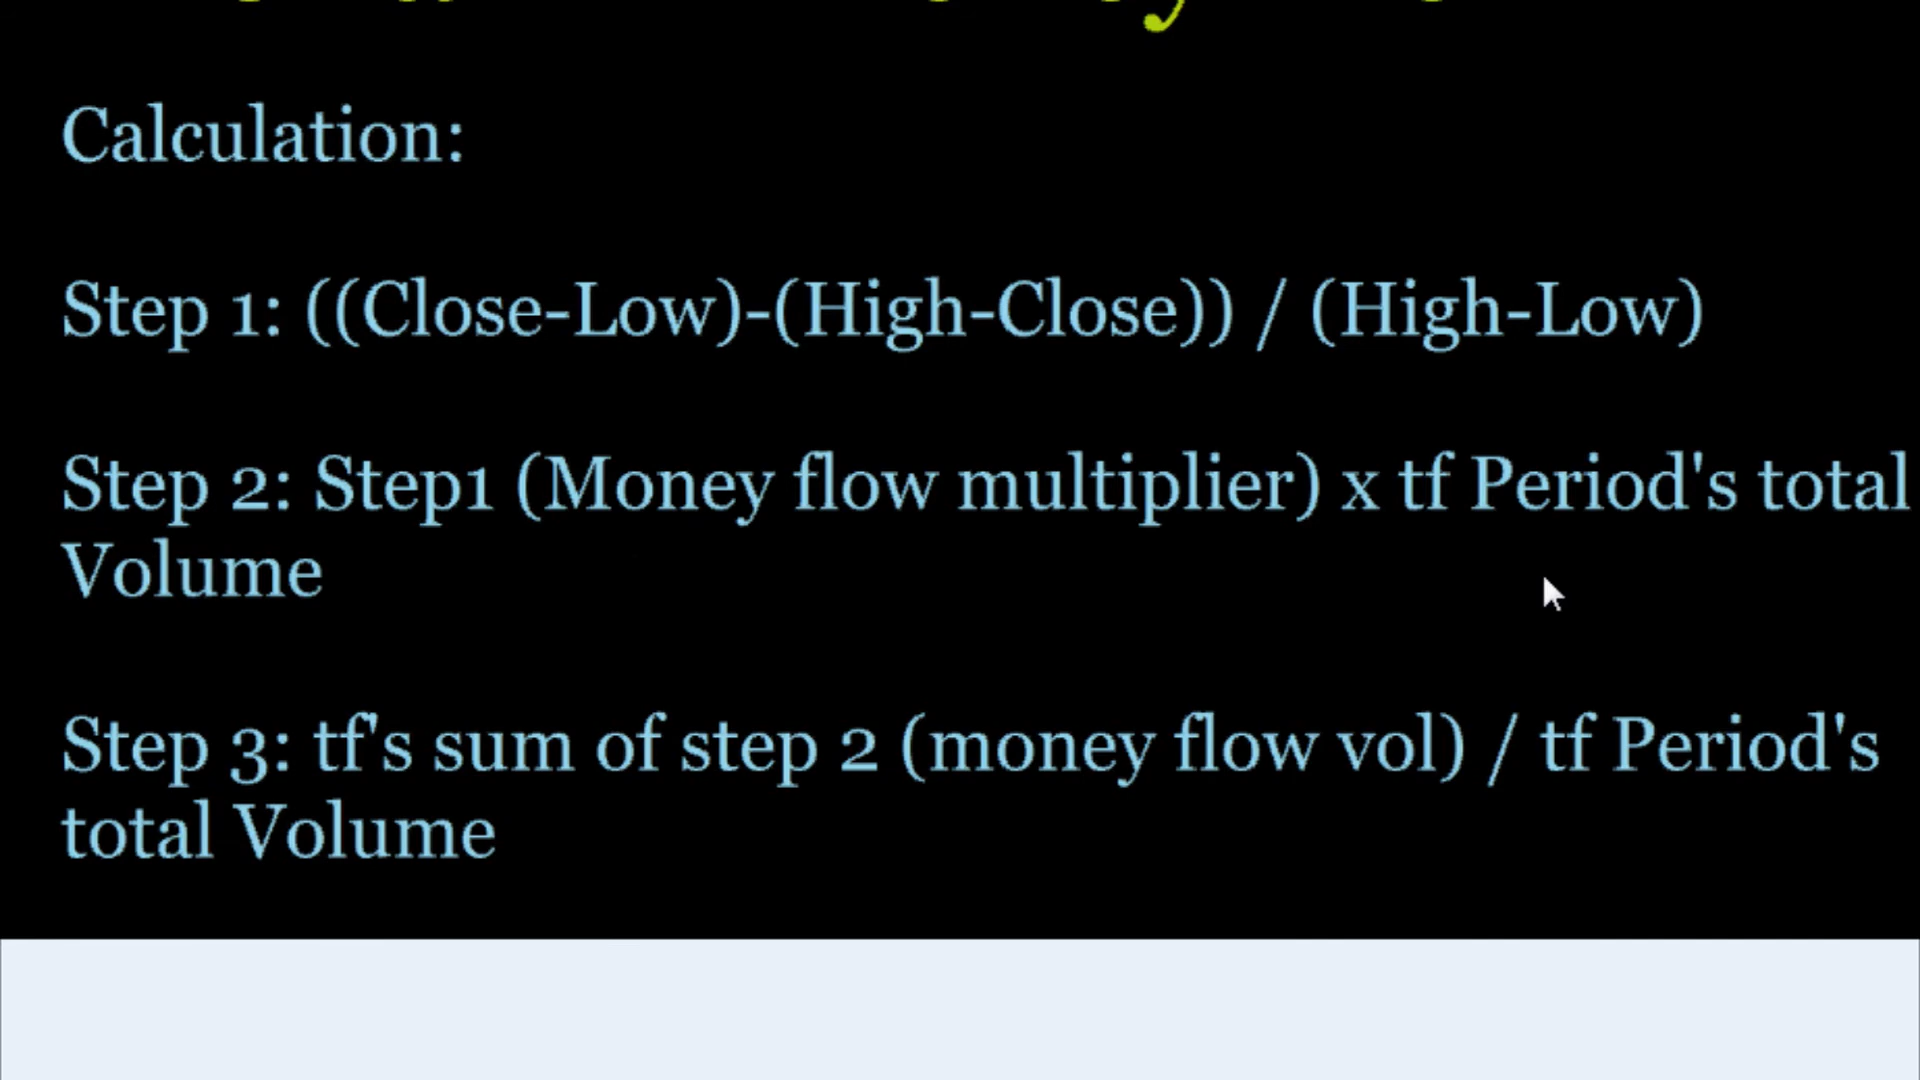 Calculation:
Step 1: ((Close-Low)-(High-Close)) / (High-Low)
Step 2: Step1 (Money flow multiplier) x tf Period's total
Volume
Step 3: tf's sum of step 2 (money flow vol) / tf Period's
total Volume